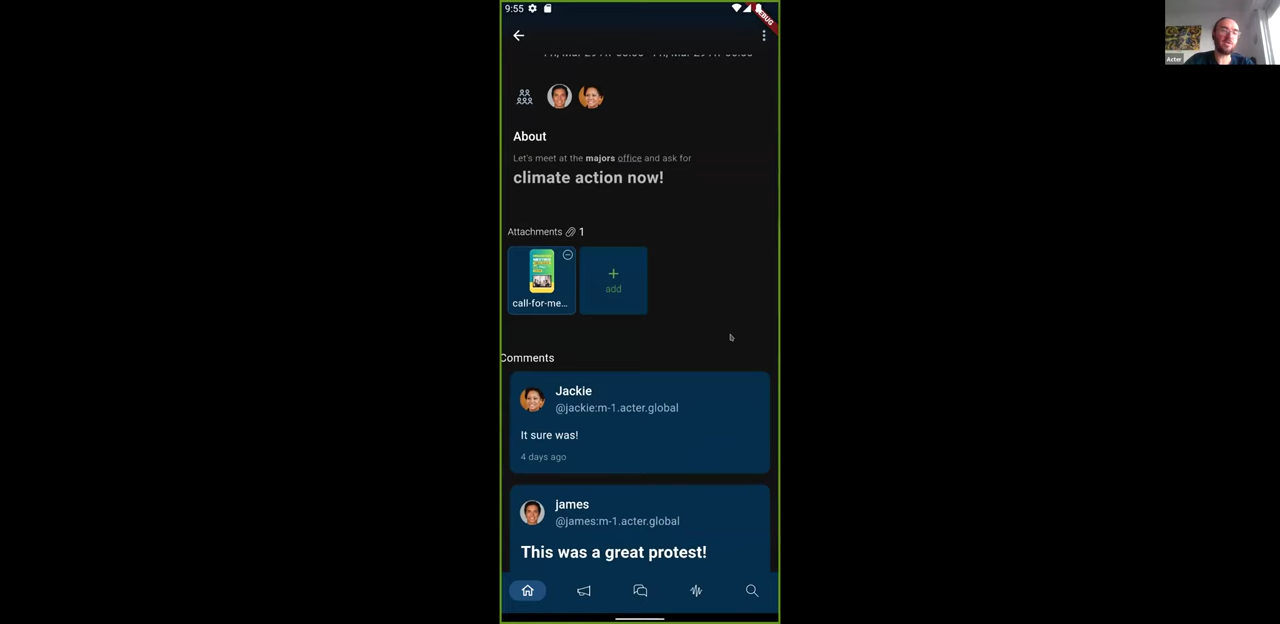 9:55
DEBUG
Acter
About
Let's meet at the majors office and ask for
climate action now!
Attachments 1
call-for-me...
+
add
Comments
Jackie
@jackie:m-1.acter.global
It sure was!
4 days ago
james
@james:m-1.acter.global
This was a great protest!